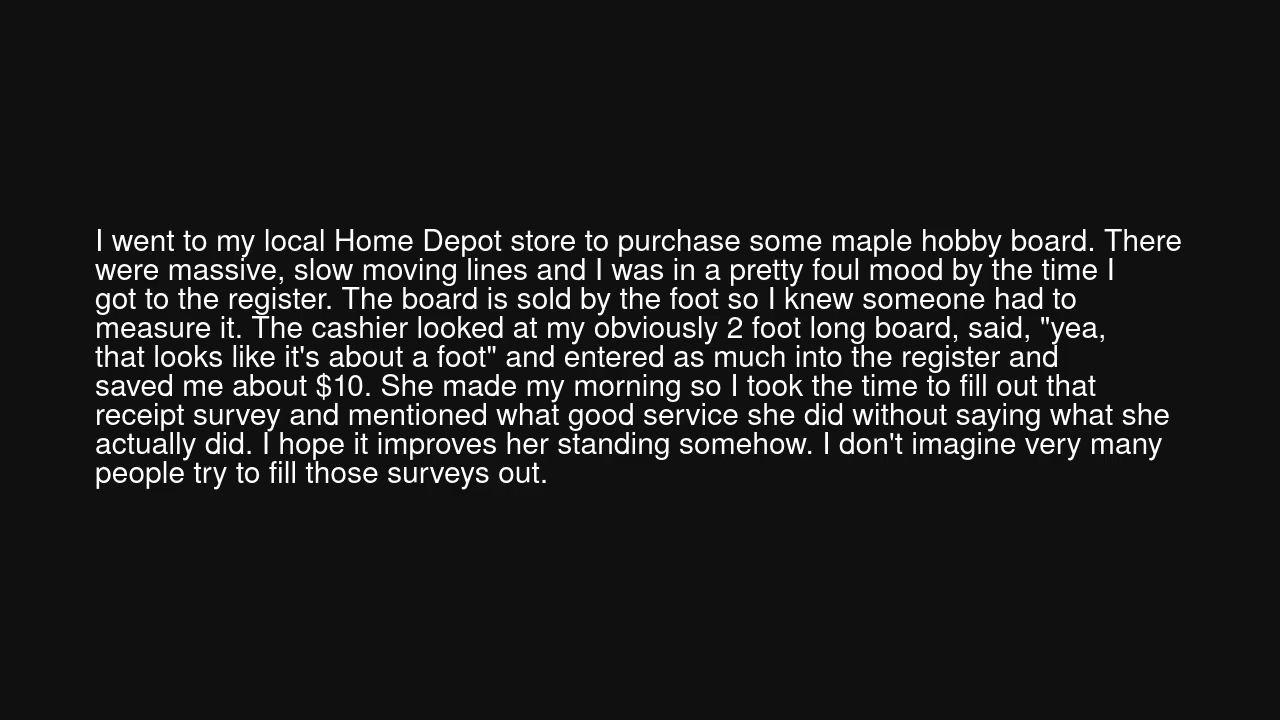 I went to my local Home Depot store to purchase some maple hobby board. There
were massive, slow moving lines and I was in a pretty foul mood by the time I
got to the register. The board is sold by the foot so I knew someone had to
measure it. The cashier looked at my obviously 2 foot long board, said, "yea,
that looks like it's about a foot" and entered as much into the register and
saved me about $10. She made my morning so I took the time to fill out that
receipt survey and mentioned what good service she did without saying what she
actually did. I hope it improves her standing somehow. I don't imagine very many
people try to fill those surveys out.